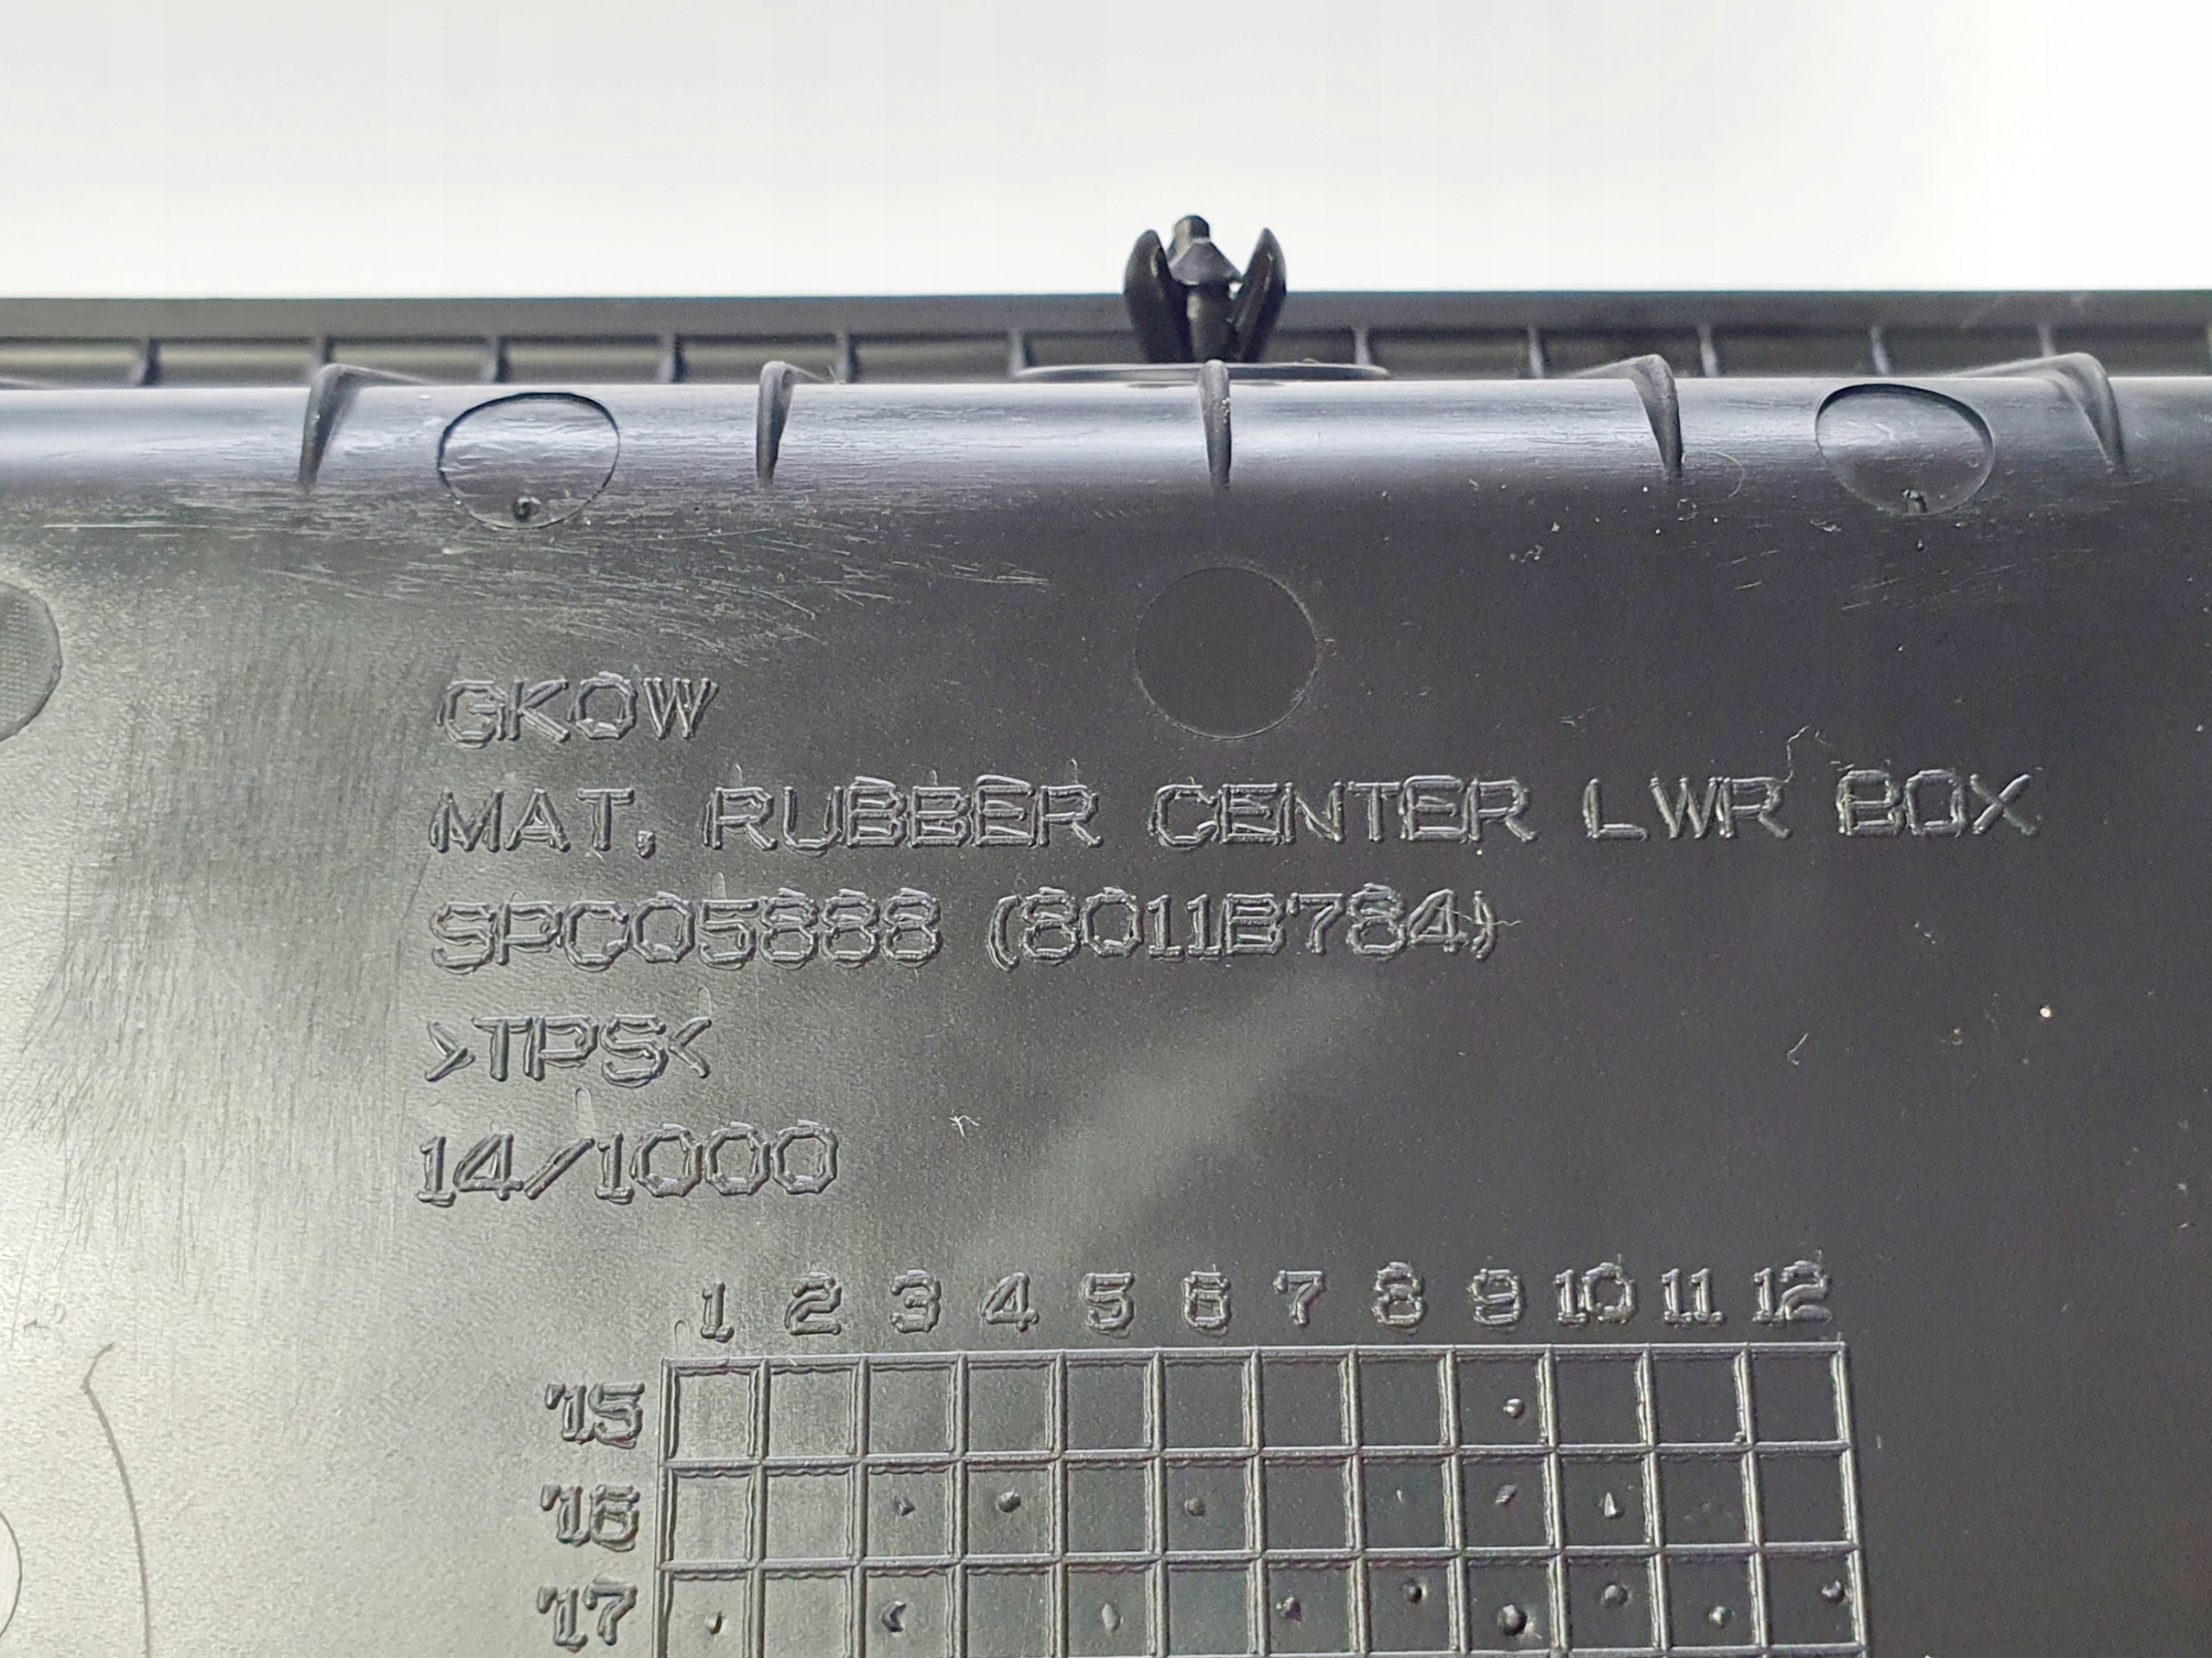 GK0W
MAT, RUBBER CENTER LWR BOX
SPC05888 (8011B784)
>TPS<
14/1000
1 2 3 4 5 6 7 8 9 10 11 12
'15
'16
'17